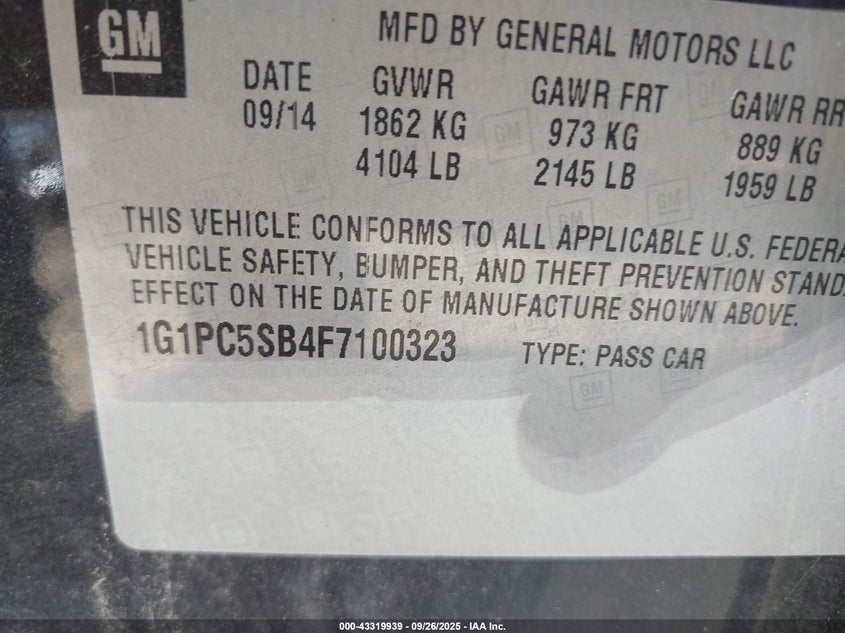 GM
MFD BY GENERAL MOTORS LLC
DATE GVWR GAWR FRT GAWR RR
09/14 1862 KG 973 KG 889 KG
4104 LB 2145 LB 1959 LB
THIS VEHICLE CONFORMS TO ALL APPLICABLE U.S. FEDERA
VEHICLE SAFETY, BUMPER, AND THEFT PREVENTION STAND
EFFECT ON THE DATE OF MANUFACTURE SHOWN ABOVE.
1G1PC5SB4F7100323 TYPE: PASS CAR
000-43319939 - 09/26/2025 - IAA Inc.